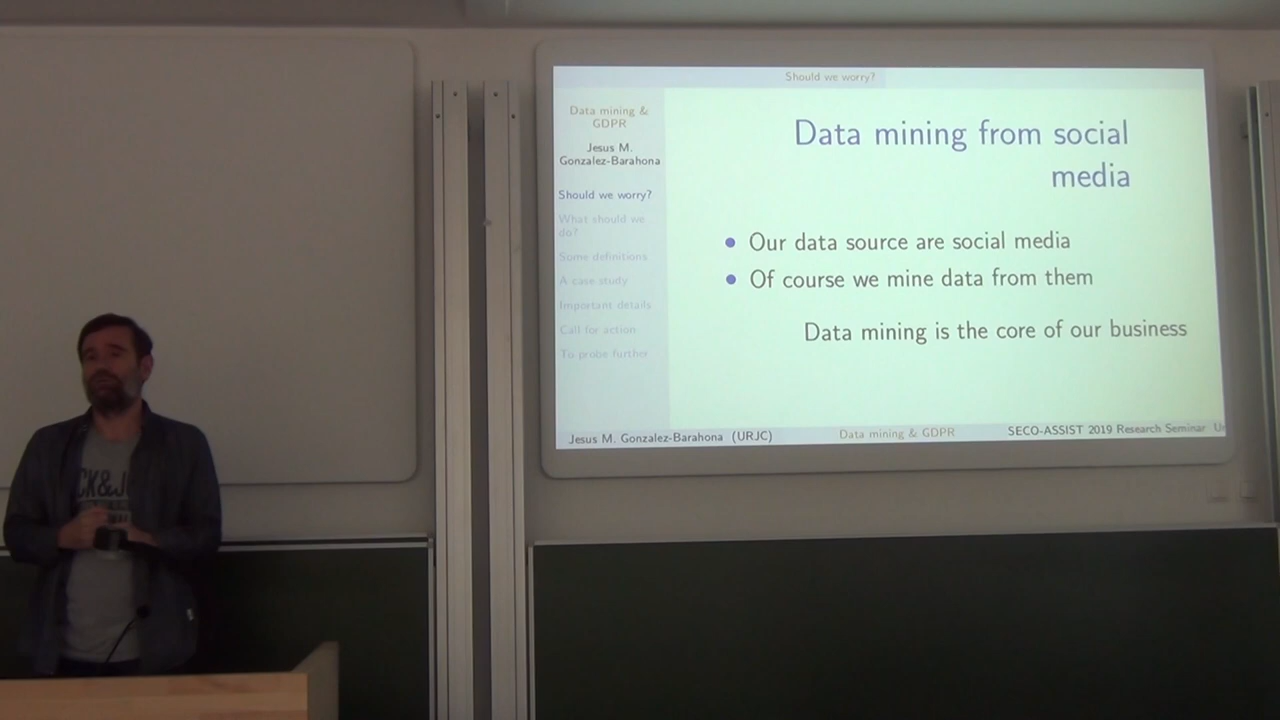 Should we worry?
Data mining &
GDPR
Jesus M.
Gonzalez-Barahona
Should we worry?
What should we
do?
Some definitions
A case study
Important details
Call for action
To probe further
Data mining from social
media
Our data source are social media
Of course we mine data from them
Data mining is the core of our business
Jesus M. Gonzalez-Barahona (URJC)
Data mining & GDPR
SECO-ASSIST 2019 Research Seminar
CK&J